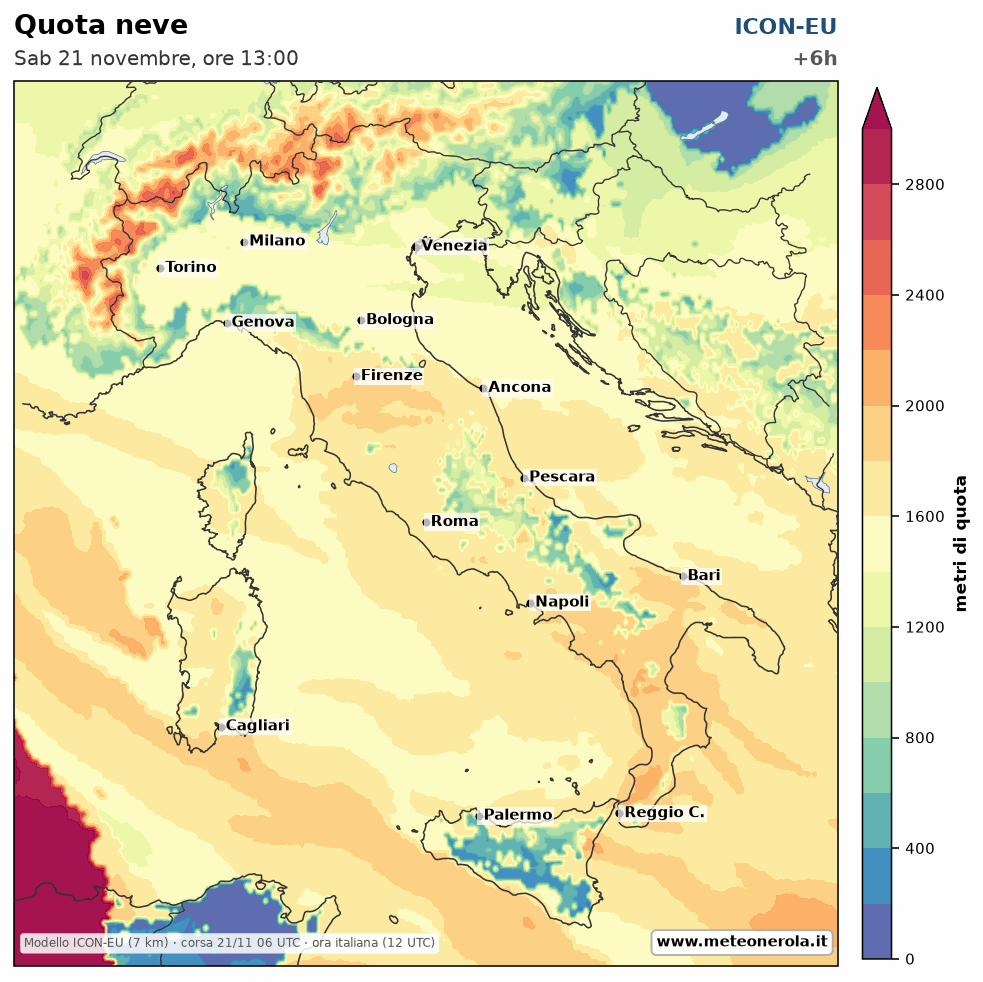 Quota neve
ICON-EU
Sab 21 novembre, ore 13:00
+6h
Milano
Venezia
Torino
Genova
Bologna
Firenze
Ancona
Pescara
Roma
Bari
Napoli
Cagliari
Palermo
Reggio C.
2800
2400
2000
1600
1200
800
400
0
metri di quota
Modello ICON-EU (7 km) · corsa 21/11 06 UTC · ora italiana (12 UTC)
www.meteonerola.it